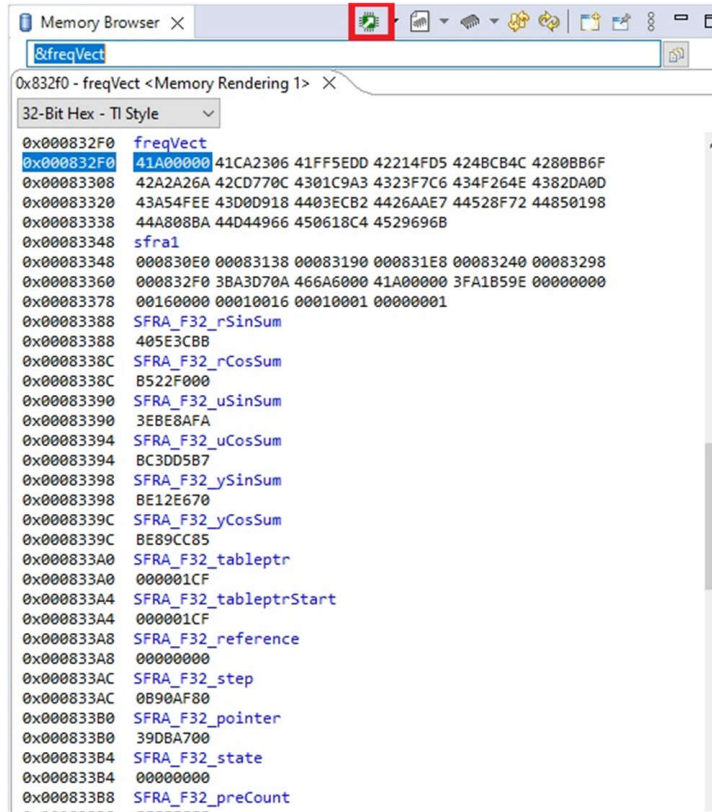 Memory Browser
&freqVect
0x832f0 - freqVect <Memory Rendering 1>
32-Bit Hex - TI Style
0x000832F0 freqVect
0x000832F0 41A00000 41CA2306 41FF5EDD 42214FD5 424BCB4C 4280BB6F
0x00083308 42A2A26A 42CD770C 4301C9A3 4323F7C6 434F264E 4382DA0D
0x00083320 43A54FEE 43D0D918 4403ECB2 4426AAE7 44528F72 44850198
0x00083338 44A808BA 44D44966 450618C4 4529696B
0x00083348 sfra1
0x00083348 000830E0 00083138 00083190 000831E8 00083240 00083298
0x00083360 000832F0 3BA3D70A 466A6000 41A00000 3FA1B59E 00000000
0x00083378 00160000 00010016 00010001 00000001
0x00083388 SFRA_F32_rSinSum
0x00083388 405E3CBB
0x0008338C SFRA_F32_rCosSum
0x0008338C B522F000
0x00083390 SFRA_F32_uSinSum
0x00083390 3EBE8AFA
0x00083394 SFRA_F32_uCosSum
0x00083394 BC3DD5B7
0x00083398 SFRA_F32_ySinSum
0x00083398 BE12E670
0x0008339C SFRA_F32_yCosSum
0x0008339C BE89CC85
0x000833A0 SFRA_F32_tableptr
0x000833A0 000001CF
0x000833A4 SFRA_F32_tableptrStart
0x000833A4 000001CF
0x000833A8 SFRA_F32_reference
0x000833A8 00000000
0x000833AC SFRA_F32_step
0x000833AC 0B90AF80
0x000833B0 SFRA_F32_pointer
0x000833B0 39DBA700
0x000833B4 SFRA_F32_state
0x000833B4 00000000
0x000833B8 SFRA_F32_preCount